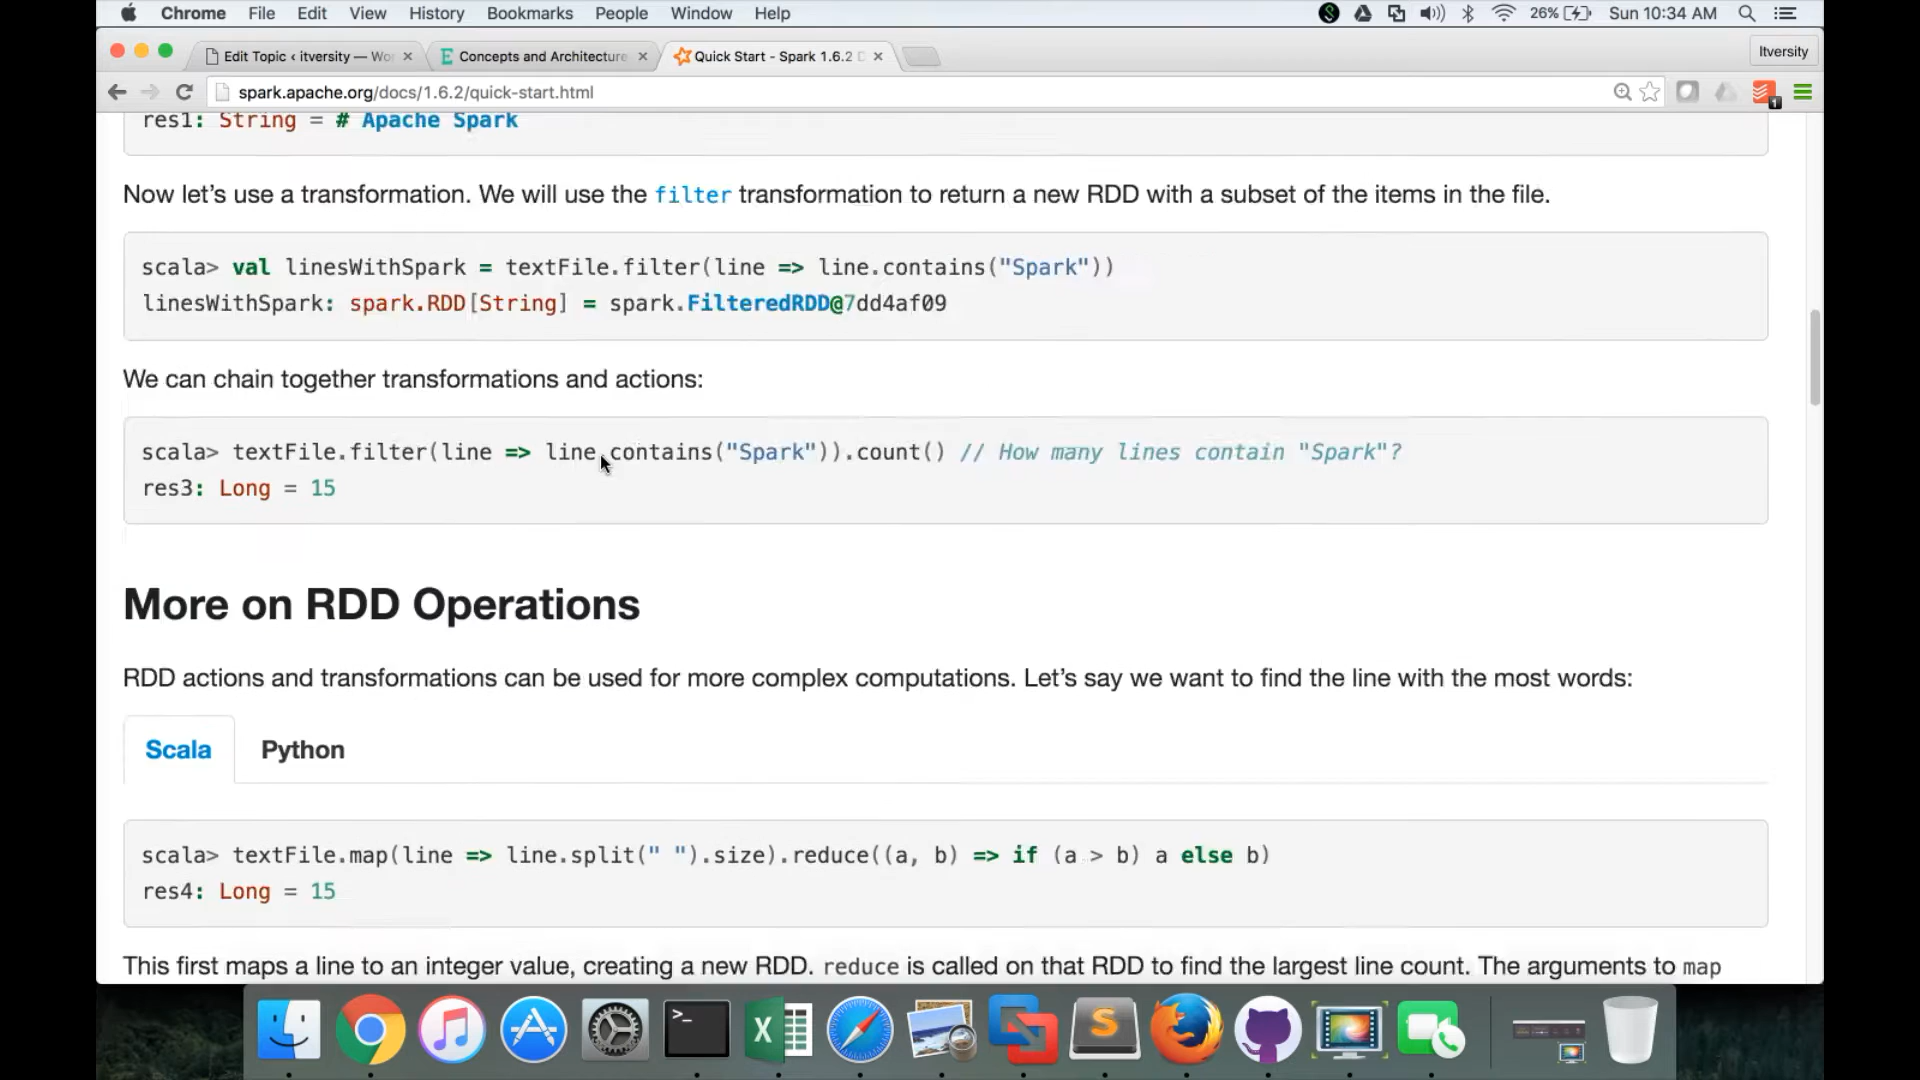 Chrome File Edit View History Bookmarks People Window Help 26% Sun 10:34 AM
Edit Topic ‹ itversity — Wo Concepts and Architecture Quick Start - Spark 1.6.2 D Itversity
spark.apache.org/docs/1.6.2/quick-start.html 1
res1: String = # Apache Spark
Now let’s use a transformation. We will use the filter transformation to return a new RDD with a subset of the items in the file.
scala> val linesWithSpark = textFile.filter(line => line.contains("Spark"))
linesWithSpark: spark.RDD[String] = spark.FilteredRDD@7dd4af09
We can chain together transformations and actions:
scala> textFile.filter(line => line.contains("Spark")).count() // How many lines contain "Spark"?
res3: Long = 15
More on RDD Operations
RDD actions and transformations can be used for more complex computations. Let’s say we want to find the line with the most words:
Scala Python
scala> textFile.map(line => line.split(" ").size).reduce((a, b) => if (a > b) a else b)
res4: Long = 15
This first maps a line to an integer value, creating a new RDD. reduce is called on that RDD to find the largest line count. The arguments to map